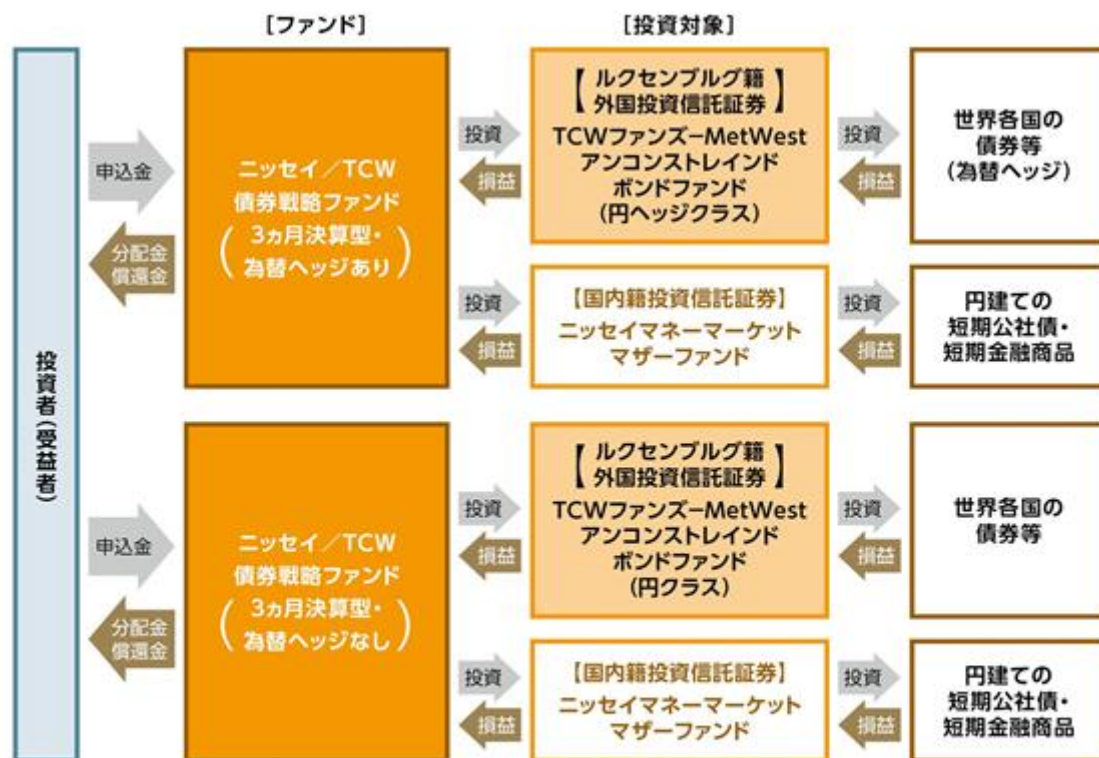 ［ファンド］
［投資対象］
投資者（受益者）
申込金
分配金
償還金
ニッセイ／TCW
債券戦略ファンド
（3ヵ月決算型・
為替ヘッジあり）
投資
損益
【ルクセンブルグ籍
外国投資信託証券】
TCWファンズーMetWest
アンコンストレインド
ボンドファンド
（円ヘッジクラス）
投資
損益
世界各国の
債券等
（為替ヘッジ）
投資
損益
【国内籍投資信託証券】
ニッセイマネーマーケット
マザーファンド
投資
損益
円建ての
短期公社債・
短期金融商品
申込金
分配金
償還金
ニッセイ／TCW
債券戦略ファンド
（3ヵ月決算型・
為替ヘッジなし）
投資
損益
【ルクセンブルグ籍
外国投資信託証券】
TCWファンズーMetWest
アンコンストレインド
ボンドファンド
（円クラス）
投資
損益
世界各国の
債券等
投資
損益
【国内籍投資信託証券】
ニッセイマネーマーケット
マザーファンド
投資
損益
円建ての
短期公社債・
短期金融商品